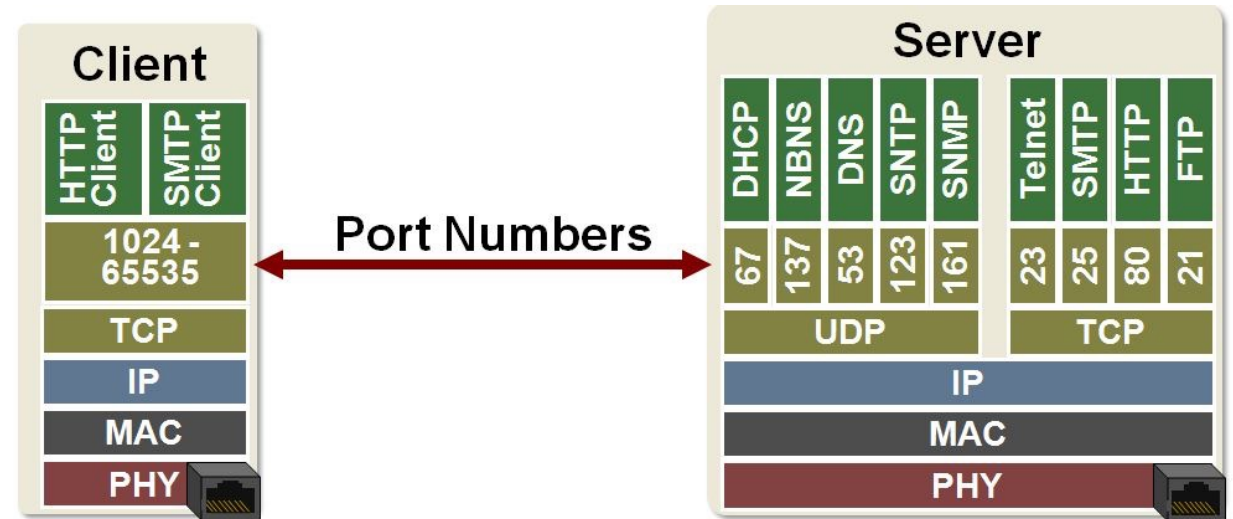 Client
HTTP
Client
SMTP
Client
1024 -
65535
TCP
IP
MAC
PHY
Port Numbers
Server
DHCP
NBNS
DNS
SNTP
SNMP
Telnet
SMTP
HTTP
FTP
67
137
53
123
161
23
25
80
21
UDP
TCP
IP
MAC
PHY